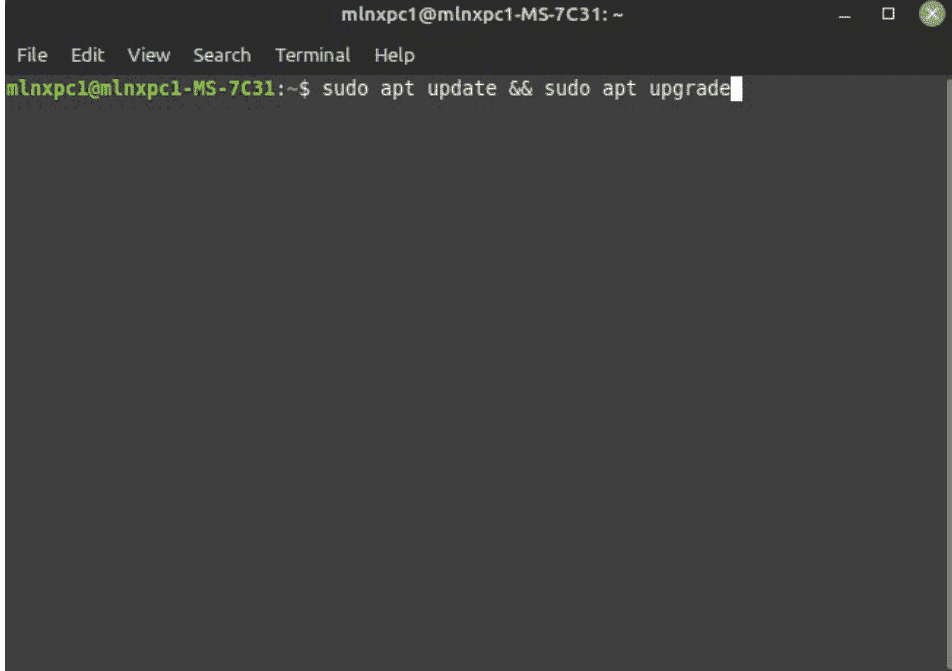 mlnxpc1@mlnxpc1-MS-7C31: ~
File Edit View Search Terminal Help
mlnxpc1@mlnxpc1-MS-7C31:~$ sudo apt update && sudo apt upgrade